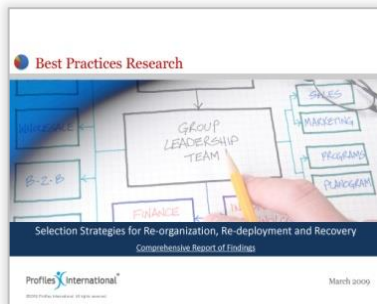 Best Practices Research
SALES
WHOLESALE
GROUP
LEADERSHIP
TEAM
MARKETING
PROGRAMS
B-2-B
PLANOGRAM
FINANCE
Selection Strategies for Re-organization, Re-deployment and Recovery
Comprehensive Report of Findings
Profiles International
March 2009